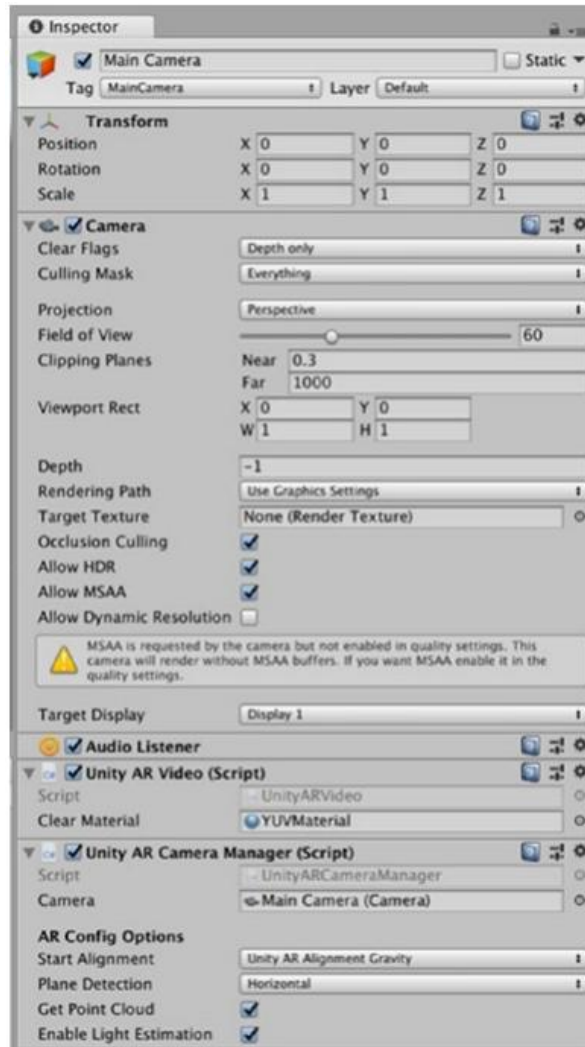 Inspector
Main Camera Static
Tag MainCamera Layer Default
Transform
Position X 0 Y 0 Z 0
Rotation X 0 Y 0 Z 0
Scale X 1 Y 1 Z 1
Camera
Clear Flags Depth only
Culling Mask Everything
Projection Perspective
Field of View 60
Clipping Planes Near 0.3
Far 1000
Viewport Rect X 0 Y 0
W 1 H 1
Depth -1
Rendering Path Use Graphics Settings
Target Texture None (Render Texture)
Occlusion Culling
Allow HDR
Allow MSAA
Allow Dynamic Resolution
MSAA is requested by the camera but not enabled in quality settings. This
camera will render without MSAA buffers. If you want MSAA enable it in the
quality settings.
Target Display Display 1
Audio Listener
Unity AR Video (Script)
Script UnityARVideo
Clear Material YUVMaterial
Unity AR Camera Manager (Script)
Script UnityARCameraManager
Camera Main Camera (Camera)
AR Config Options
Start Alignment Unity AR Alignment Gravity
Plane Detection Horizontal
Get Point Cloud
Enable Light Estimation